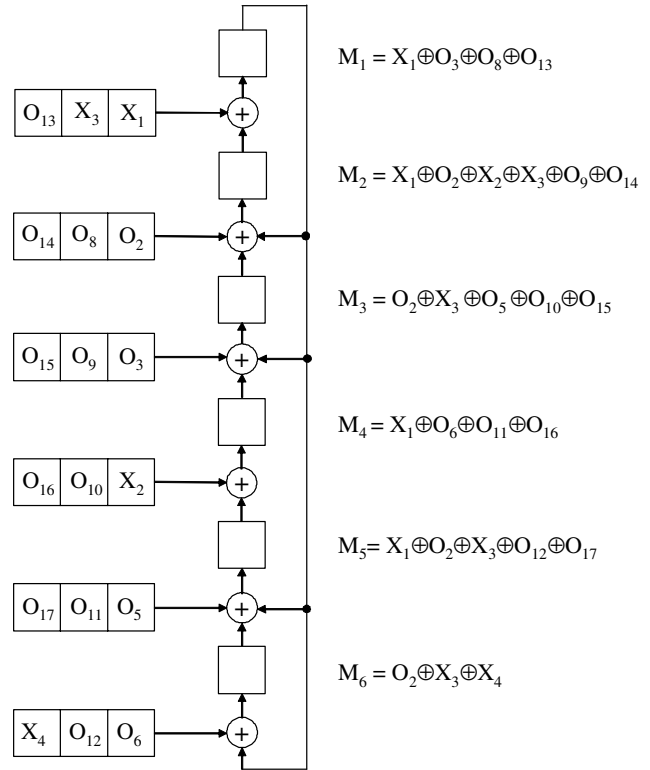 M₁ = X₁⊕O₃⊕O₈⊕O₁₃
O₁₃ X₃ X₁ +
M₂ = X₁⊕O₂⊕X₂⊕X₃⊕O₉⊕O₁₄
O₁₄ O₈ O₂ +
M₃ = O₂⊕X₃⊕O₅⊕O₁₀⊕O₁₅
O₁₅ O₉ O₃ +
M₄ = X₁⊕O₆⊕O₁₁⊕O₁₆
O₁₆ O₁₀ X₂ +
M₅= X₁⊕O₂⊕X₃⊕O₁₂⊕O₁₇
O₁₇ O₁₁ O₅ +
M₆ = O₂⊕X₃⊕X₄
X₄ O₁₂ O₆ +